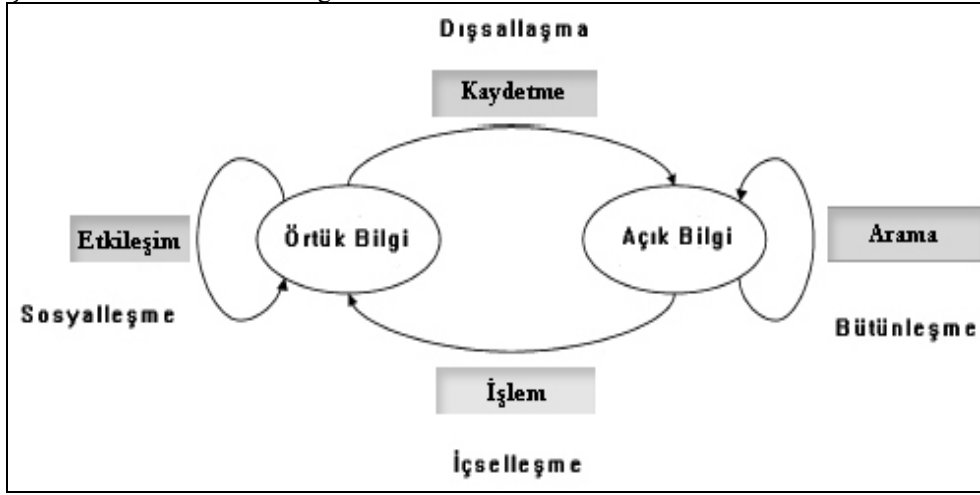 Dışsallaşma
Kaydetme
Örtük Bilgi
Açık Bilgi
Etkileşim
Arama
Sosyalleşme
Bütünleşme
İşlem
İçselleşme